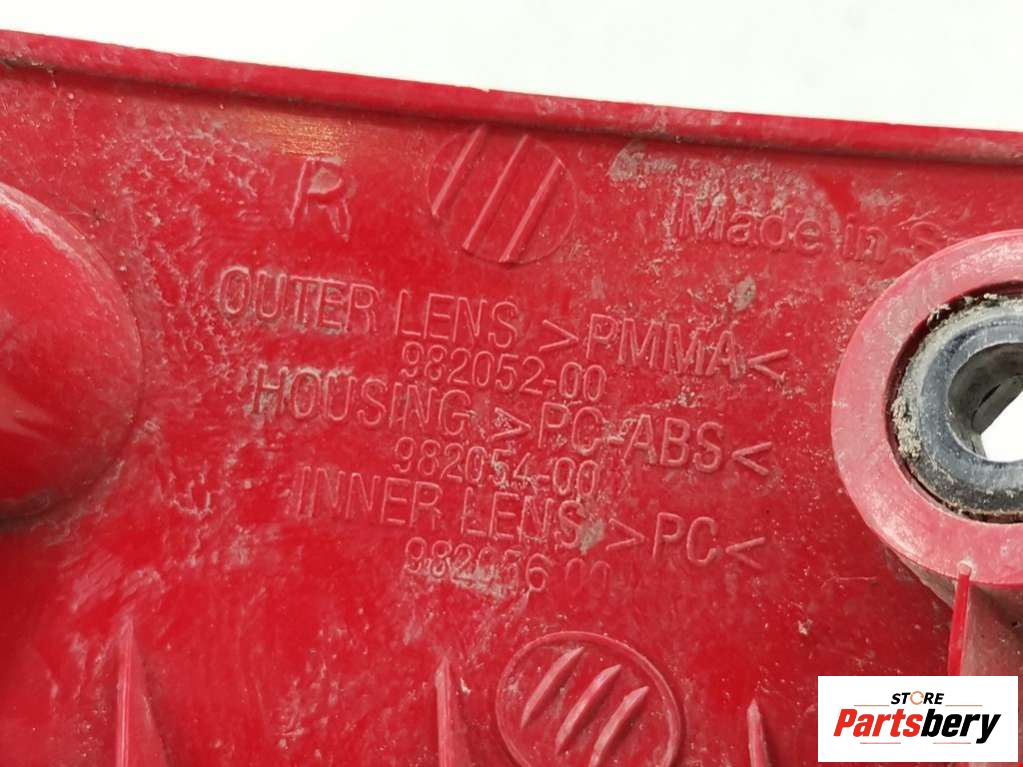 R
Made in
OUTER LENS >PMMA<
982052-00
HOUSING >PC-ABS<
982054-00
INNER LENS >PC<
STORE
Partsbery